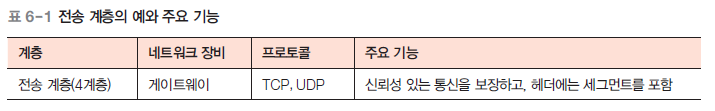 표 6-1 전송 계층의 예와 주요 기능
계층 네트워크 장비 프로토콜 주요 기능
전송 계층(4계층) 게이트웨이 TCP, UDP 신뢰성 있는 통신을 보장하고, 헤더에는 세그먼트를 포함